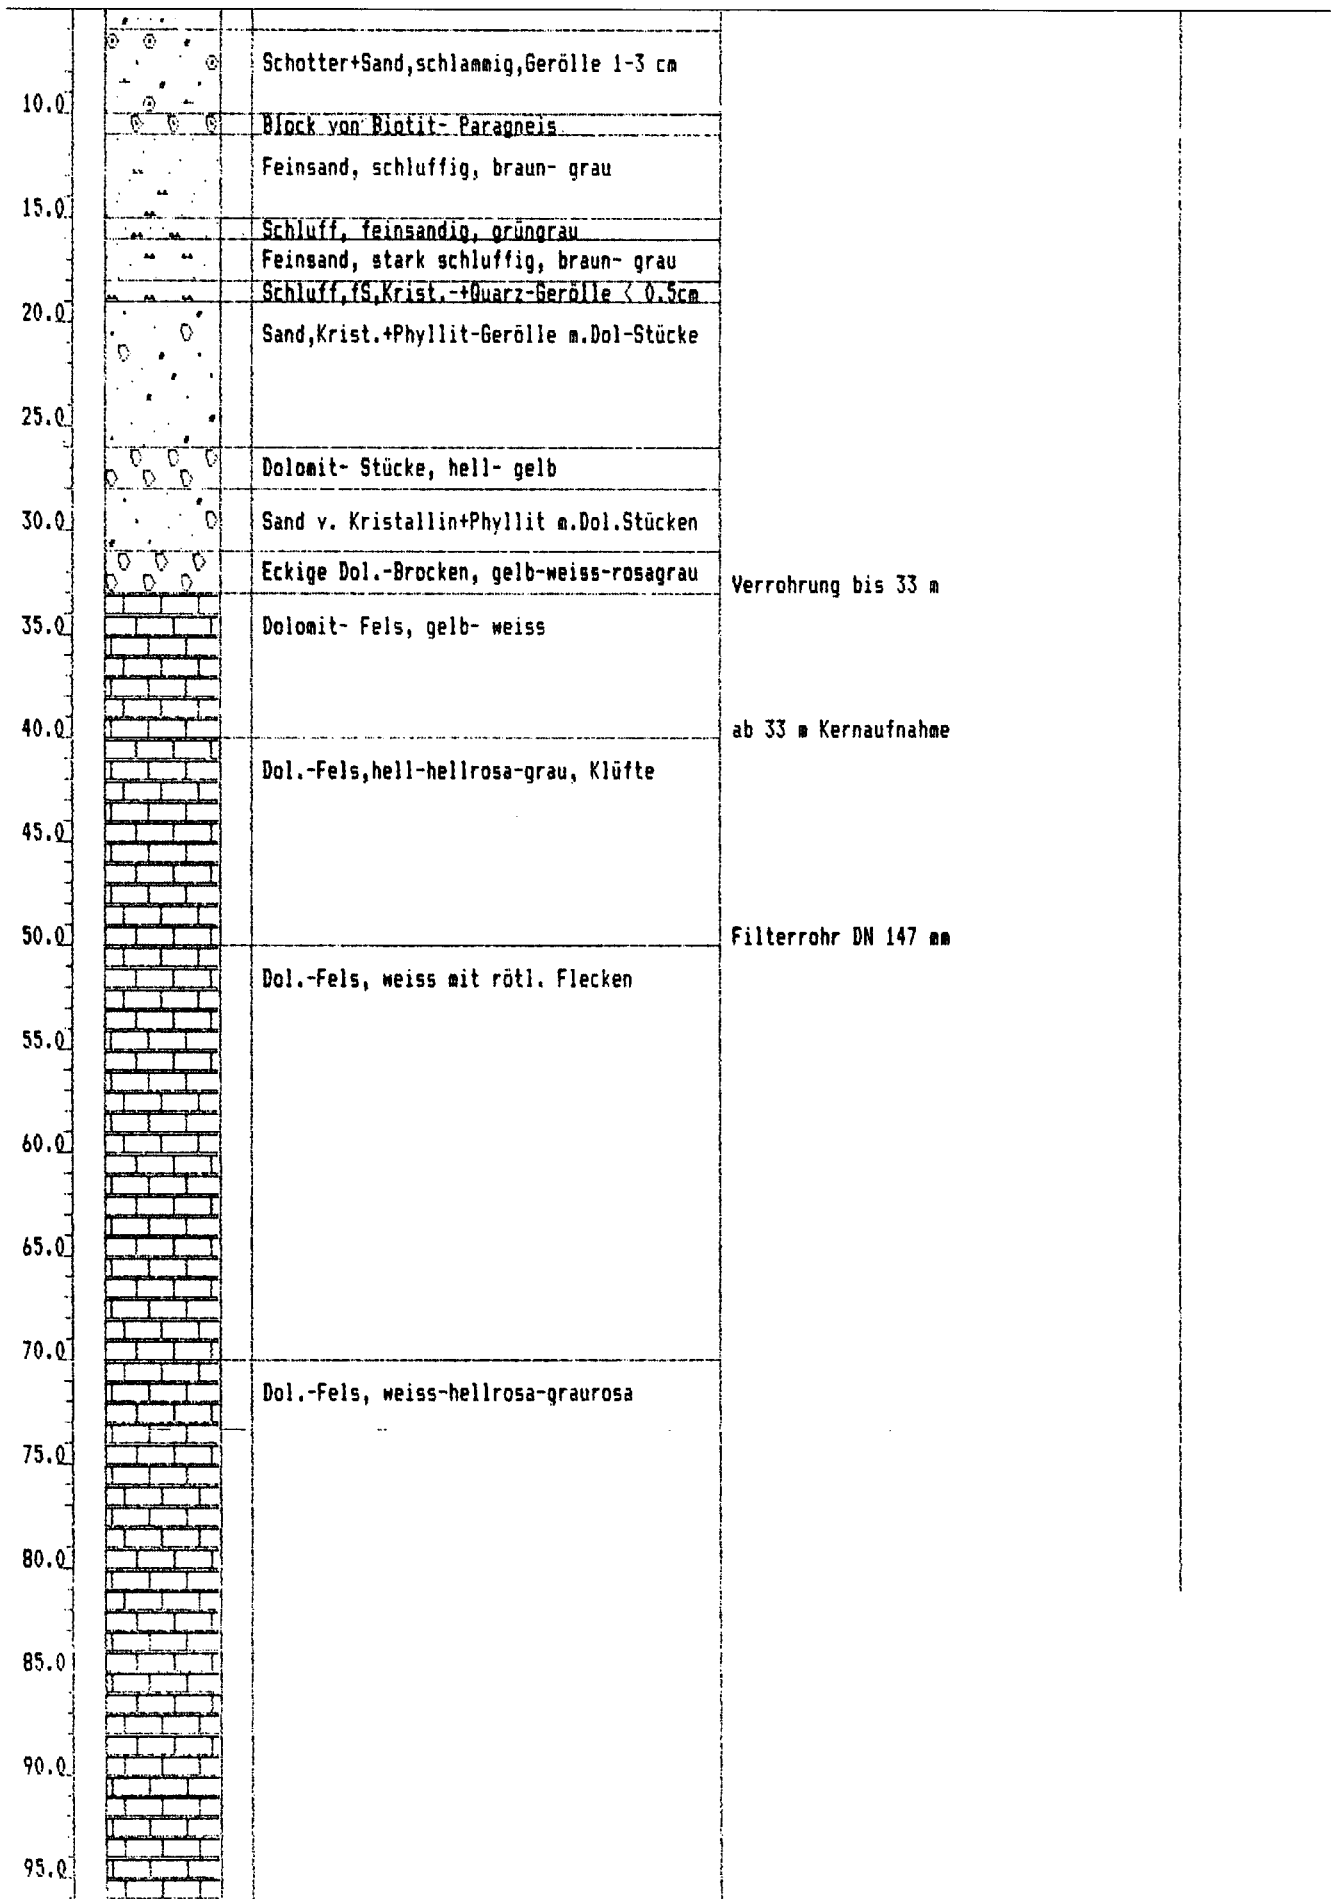 Schotter+Sand,schlammig,Gerölle 1-3 cm
10.0
Block von Biotit- Paragneis
Feinsand, schluffig, braun- grau
15.0
Schluff, feinsandig, grüngrau
Feinsand, stark schluffig, braun- grau
Schluff,fS,Krist.-+Quarz-Gerölle < 0.5cm
20.0
Sand,Krist.+Phyllit-Gerölle m.Dol-Stücke
25.0
Dolomit- Stücke, hell- gelb
30.0
Sand v. Kristallin+Phyllit m.Dol.Stücken
Eckige Dol.-Brocken, gelb-weiss-rosagrau
Verrohrung bis 33 m
35.0
Dolomit- Fels, gelb- weiss
40.0
ab 33 m Kernaufnahme
Dol.-Fels,hell-hellrosa-grau, Klüfte
45.0
50.0
Filterrohr DN 147 mm
Dol.-Fels, weiss mit rötl. Flecken
55.0
60.0
65.0
70.0
Dol.-Fels, weiss-hellrosa-graurosa
75.0
80.0
85.0
90.0
95.0